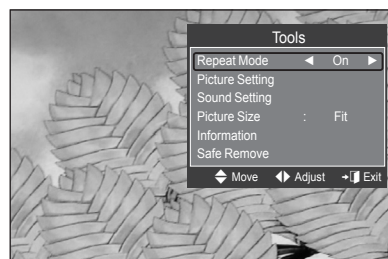 Tools
Repeat Mode ◀ On ▶
Picture Setting
Sound Setting
Picture Size : Fit
Information
Safe Remove
Move Adjust Exit